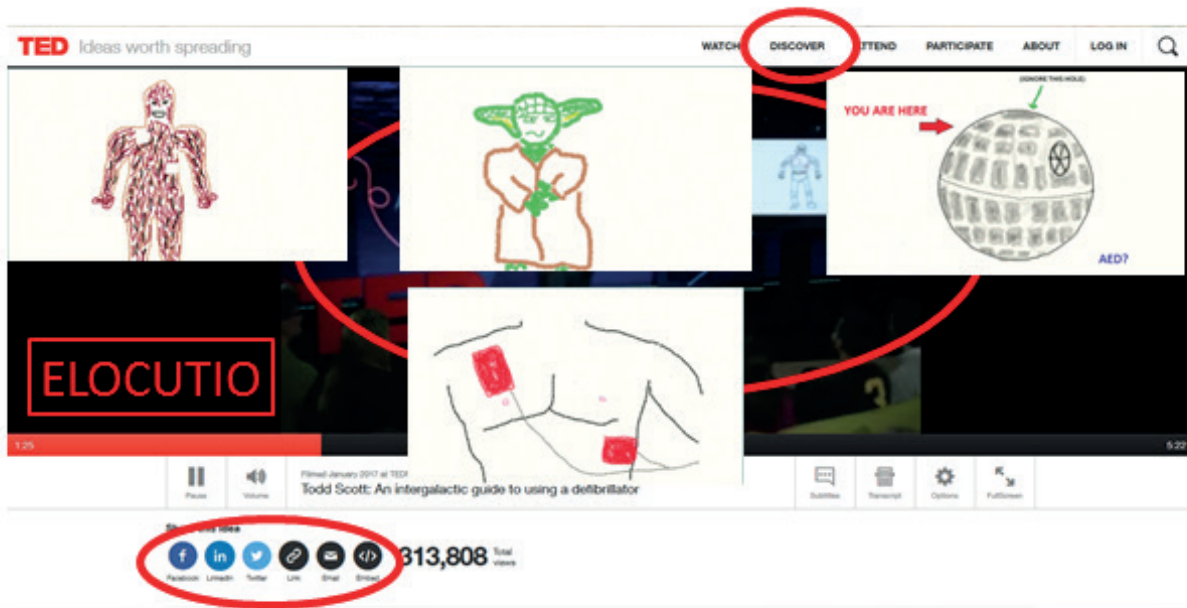 TED Ideas worth spreading
WATCH DISCOVER ATTEND PARTICIPATE ABOUT LOG IN
(IGNORE THIS HOLE)
YOU ARE HERE
AED?
ELOCUTIO
3
1:25 5:22
Filmed January 2017 at
Todd Scott: An intergalactic guide to using a defibrillator
Pause Volume Subtitles Transcript Options FullScreen
this idea
313,808 Total views
Facebook LinkedIn Twitter Link Email Embed